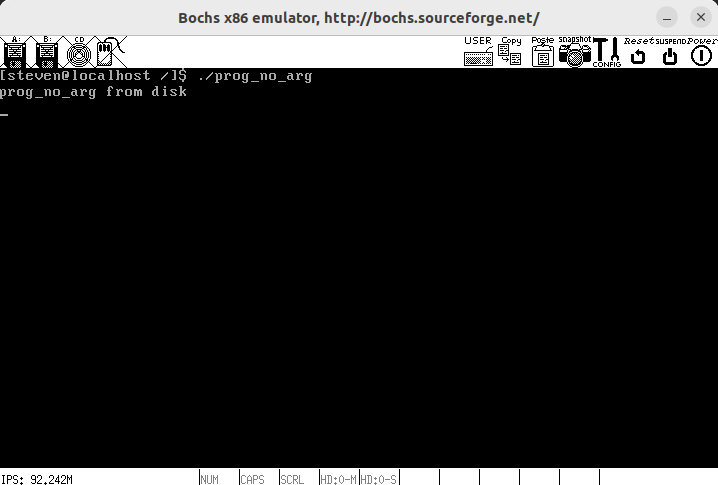 Bochs x86 emulator, http://bochs.sourceforge.net/
A: B: CD USER Copy Paste snapshot CONFIG Reset SUSPEND Power
[steven@localhost /]$ ./prog_no_arg
prog_no_arg from disk
_
IPS: 92.242M NUM CAPS SCRL HD:0-M HD:0-S